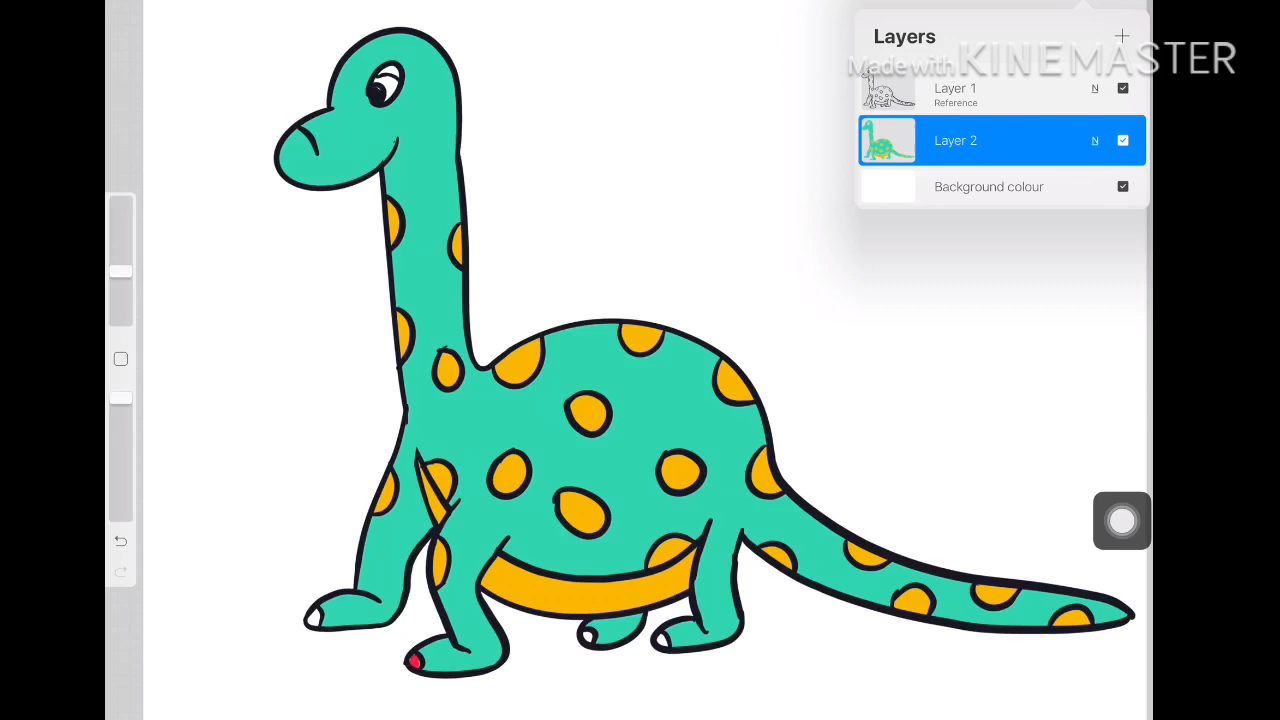 Layers
Made with KINEMASTER
Layer 1
N
Reference
Layer 2
N
Background colour